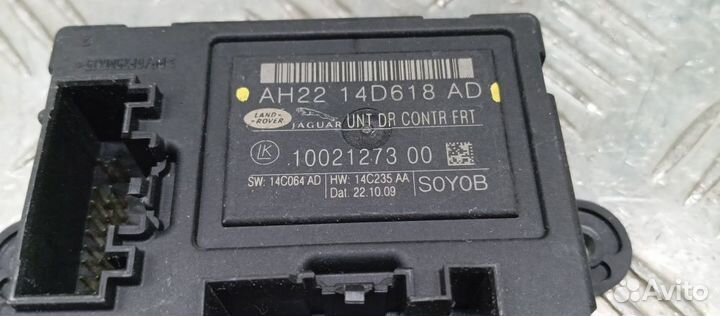 AH22 14D618 AD
LAND-
ROVER
JAGUAR
UNT DR CONTR FRT
LK
10021273 00
SW: 14C064 AD
HW: 14C235 AA
Dat. 22.10.09
SOYOB
Avito